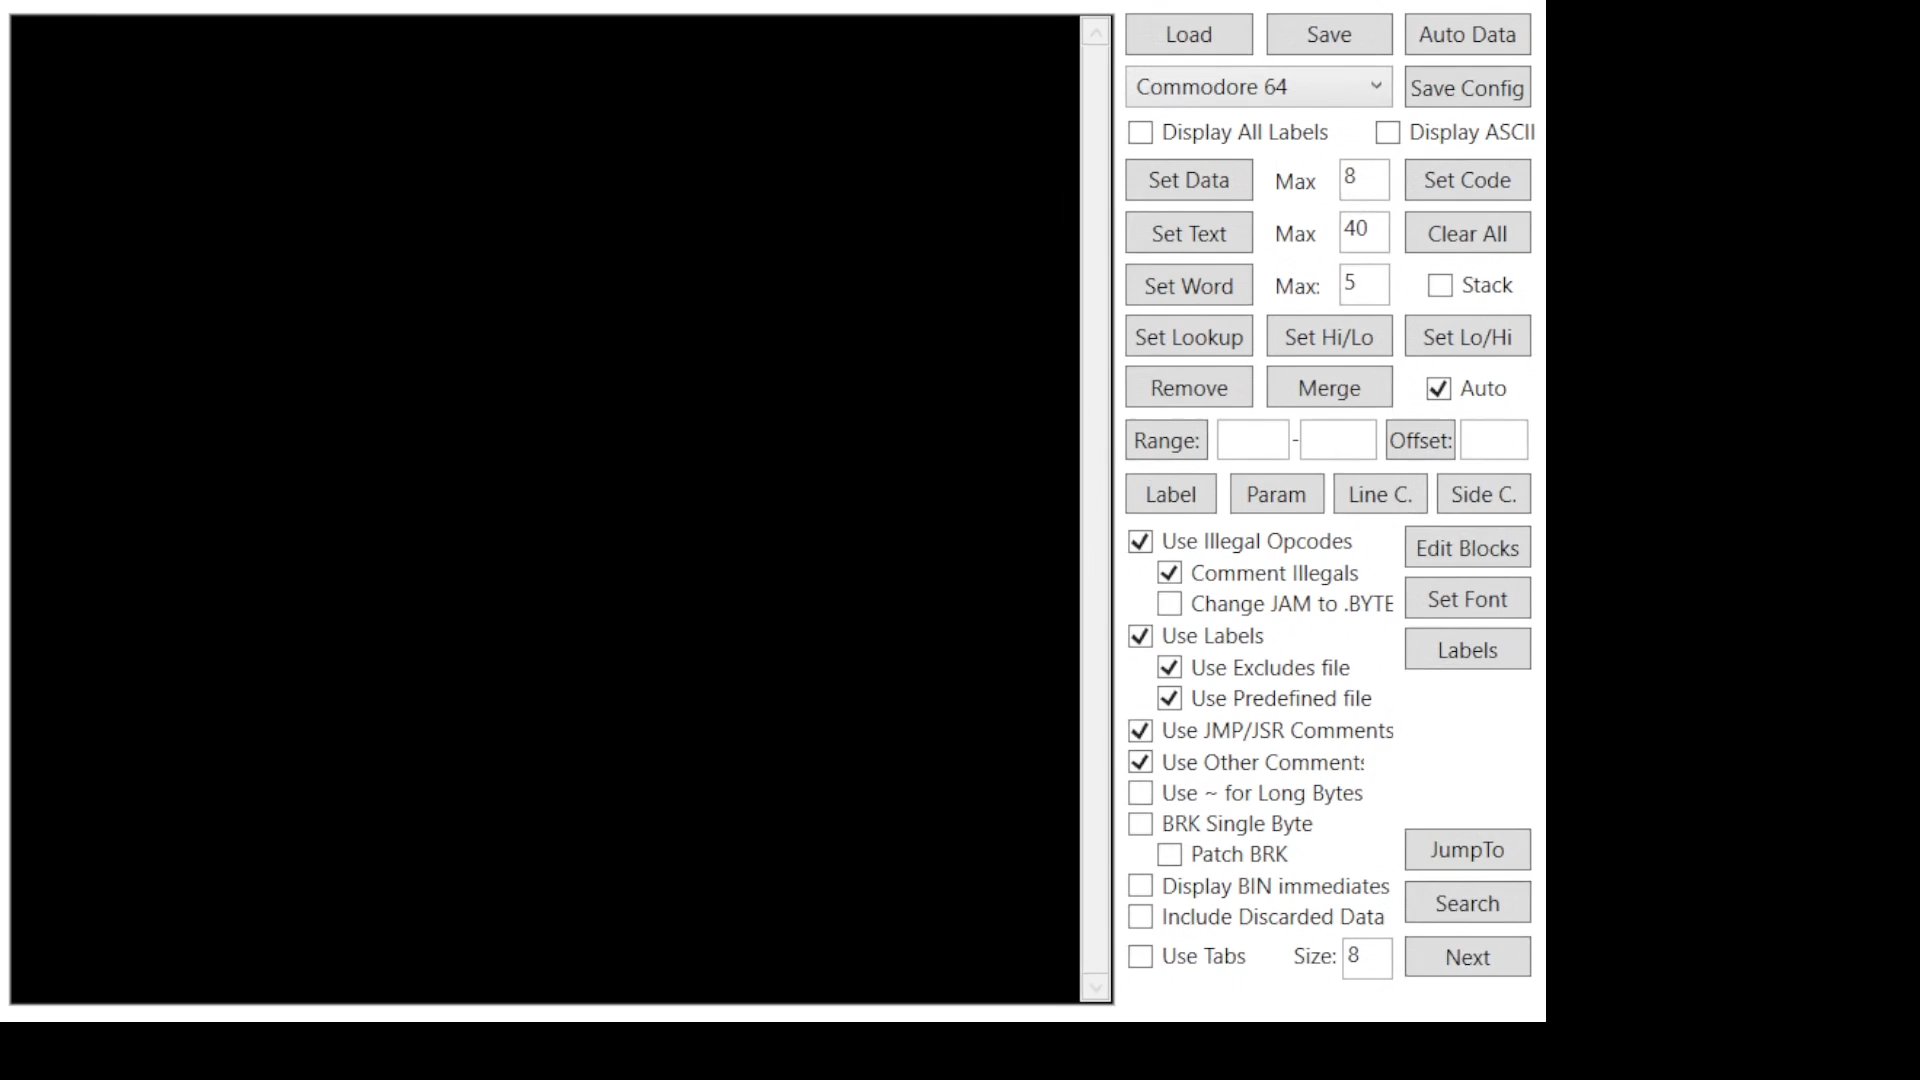 Load Save Auto Data
Commodore 64 Save Config
Display All Labels Display ASCII
Set Data Max 8 Set Code
Set Text Max 40 Clear All
Set Word Max: 5 Stack
Set Lookup Set Hi/Lo Set Lo/Hi
Remove Merge Auto
Range: - Offset:
Label Param Line C. Side C.
Use Illegal Opcodes Edit Blocks
Comment Illegals
Change JAM to .BYTE Set Font
Use Labels Labels
Use Excludes file
Use Predefined file
Use JMP/JSR Comments
Use Other Comments
Use ~ for Long Bytes
BRK Single Byte
Patch BRK JumpTo
Display BIN immediates
Include Discarded Data Search
Use Tabs Size: 8 Next